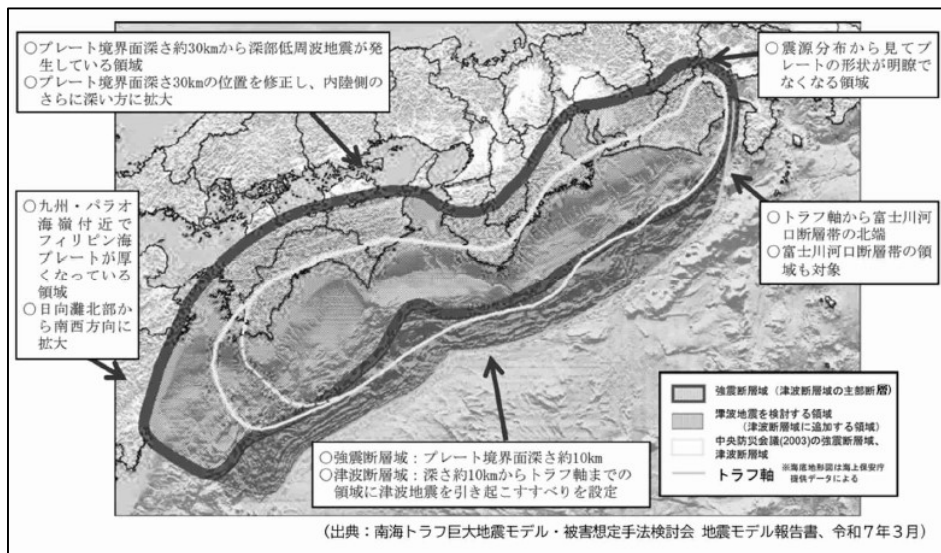 ○プレート境界面深さ約30kmから深部低周波地震が発
生している領域
○プレート境界面深さ30kmの位置を修正し、内陸側の
さらに深い方に拡大
○震源分布から見てプ
レートの形状が明瞭で
なくなる領域
○九州・パラオ
海嶺付近で
フィリピン海
プレートが厚
くなっている
領域
○日向灘北部か
ら南西方向に
拡大
○トラフ軸から富士川河
口断層帯の北端
○富士川河口断層帯の領
域も対象
○強震断層域：プレート境界面深さ約10km
○津波断層域：深さ約10kmからトラフ軸までの
領域に津波地震を引き起こすすべりを設定
強震断層域（津波断層域の主部断層）
津波地震を検討する領域
（津波断層域に追加する領域）
中央防災会議(2003)の強震断層域、
津波断層域
トラフ軸 ※海底地形図は海上保安庁
提供データによる
（出典：南海トラフ巨大地震モデル・被害想定手法検討会 地震モデル報告書、令和７年３月）